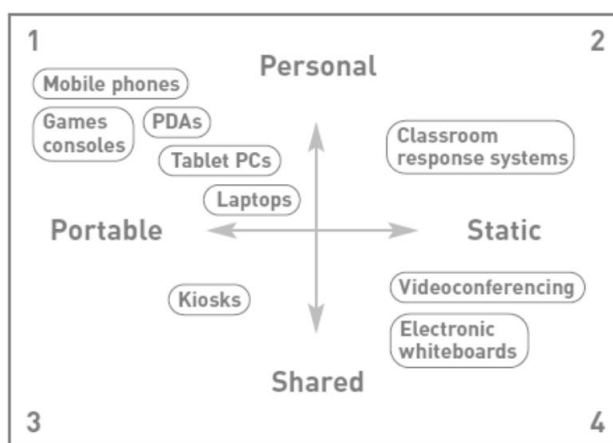 1
2
Personal
Mobile phones
Games
consoles
PDAs
Classroom
response systems
Tablet PCs
Laptops
Portable
Static
Kiosks
Videoconferencing
Electronic
whiteboards
Shared
3
4